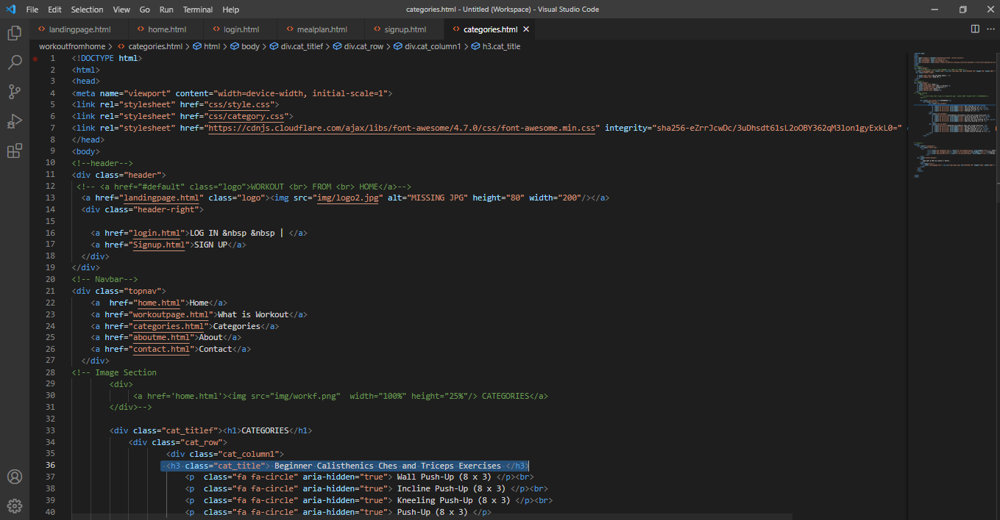 File Edit Selection View Go Run Terminal Help
categories.html - Untitled (Workspace) - Visual Studio Code
landingpage.html home.html login.html mealplan.html signup.html categories.html
workoutfromhome > categories.html > html > body > div.cat_titlef > div.cat_row > div.cat_column1 > h3.cat_title
1 <!DOCTYPE html>
2 <html>
3 <head>
4 <meta name="viewport" content="width=device-width, initial-scale=1">
5 <link rel="stylesheet" href="css/style.css">
6 <link rel="stylesheet" href="css/category.css">
7 <link rel="stylesheet" href="https://cdnjs.cloudflare.com/ajax/libs/font-awesome/4.7.0/css/font-awesome.min.css" integrity="sha256-eZrrJcwDc/3uDhsdt61sL2oOBY362qM3lon1gyExkL0="
8 </head>
9 <body>
10 <!--header-->
11 <div class="header">
12 <!-- <a href="#default" class="logo">WORKOUT <br> FROM <br> HOME</a>-->
13 <a href="landingpage.html" class="logo"><img src="img/logo2.jpg" alt="MISSING JPG" height="80" width="200"/></a>
14 <div class="header-right">
15
16 <a href="login.html">LOG IN &nbsp &nbsp | </a>
17 <a href="Signup.html">SIGN UP</a>
18 </div>
19 </div>
20 <!-- Navbar-->
21 <div class="topnav">
22 <a  href="home.html">Home</a>
23 <a href="workoutpage.html">What is Workout</a>
24 <a href="categories.html">Categories</a>
25 <a href="aboutme.html">About</a>
26 <a href="contact.html">Contact</a>
27 </div>
28 <!-- Image Section
29 <div>
30 <a href='home.html'><img src="img/workf.png"  width="100%" height="25%"/> CATEGORIES</a>
31 </div>-->
32
33 <div class="cat_titlef"><h1>CATEGORIES</h1>
34 <div class="cat_row">
35 <div class="cat_column1">
36 <h3 class="cat_title"> Beginner Calisthenics Ches and Triceps Exercises </h3>
37 <p  class="fa fa-circle" aria-hidden="true"> Wall Push-Up (8 x 3) </p><br>
38 <p  class="fa fa-circle" aria-hidden="true"> Incline Push-Up (8 x 3) </p><br>
39 <p  class="fa fa-circle" aria-hidden="true"> Kneeling Push-Up (8 x 3) </p><br>
40 <p  class="fa fa-circle" aria-hidden="true"> Push-Up (8 x 3) </p>